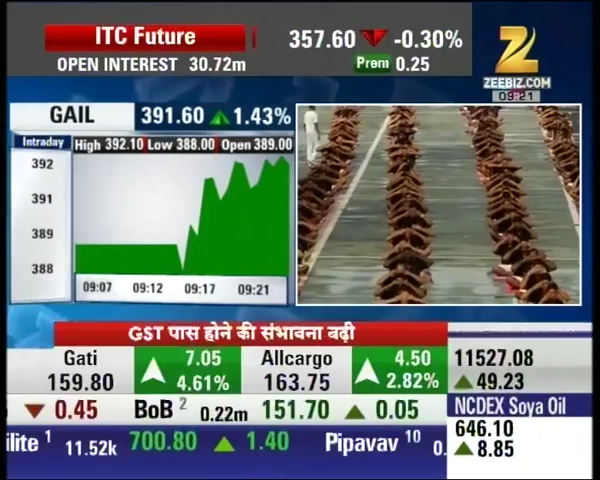 ITC Future
357.60 -0.30%
OPEN INTEREST 30.72m
Prem 0.25
ZEEBIZ.COM
09:21
GAIL 391.60 1.43%
Intraday High 392.10 Low 388.00 Open 389.00
392
391
389
388
09:07 09:12 09:17 09:21
GST पास होने की संभावना बढ़ी
Gati 7.05 Allcargo 4.50
159.80 4.61% 163.75 2.82%
11527.08
49.23
0.45 BoB 2 0.22m 151.70 0.05
NCDEX Soya Oil
646.10
8.85
ilite 1 11.52k 700.80 1.40 Pipavav 10 0.